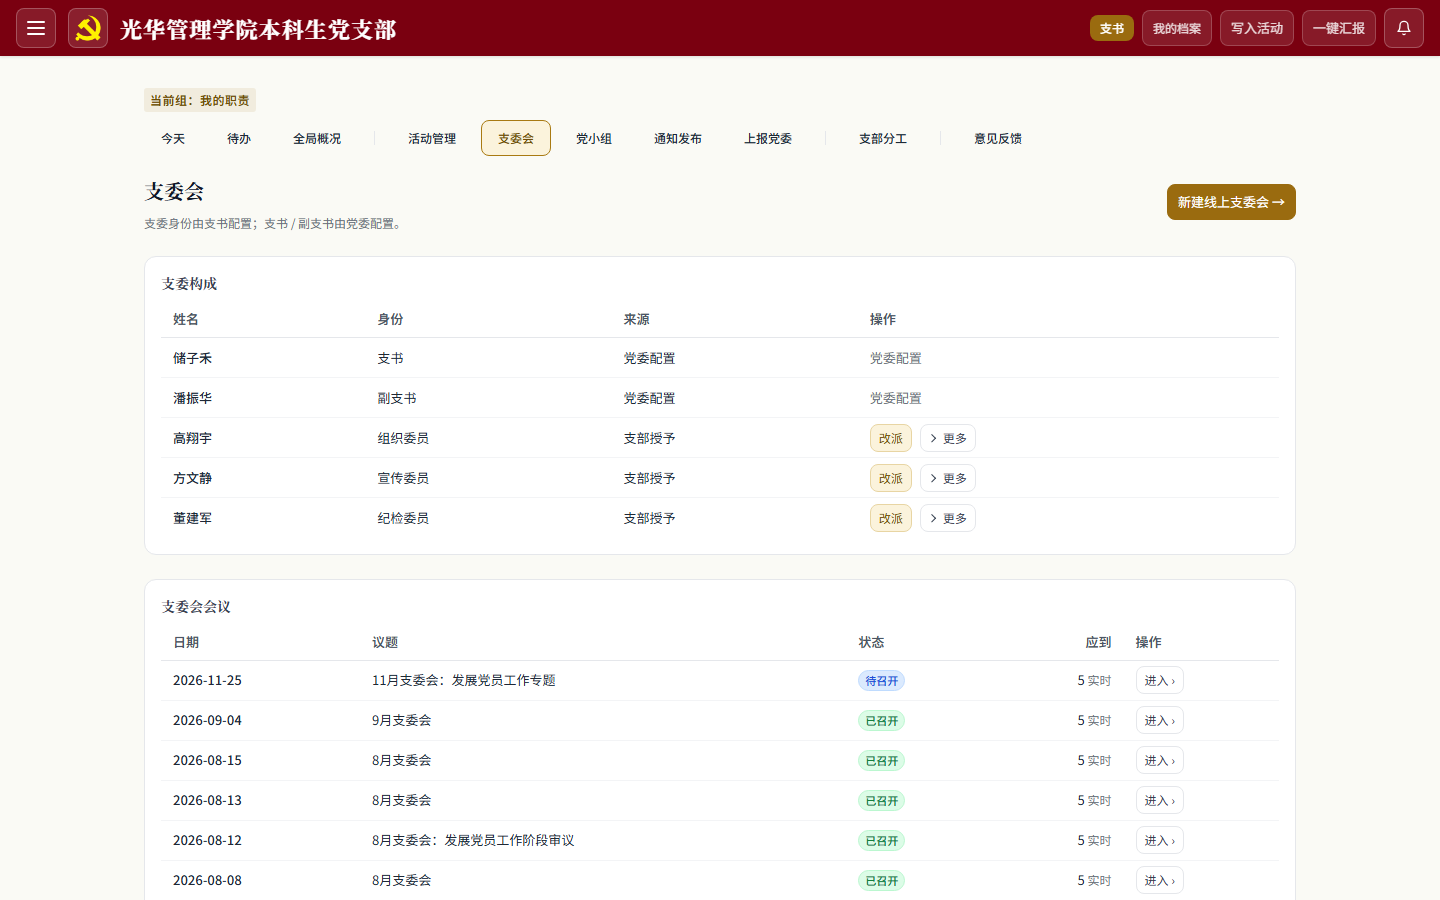 光华管理学院本科生党支部
支书 我的档案 写入活动 一键汇报
当前组：我的职责
今天 待办 全局概况 活动管理 支委会 党小组 通知发布 上报党委 支部分工 意见反馈
支委会
支委身份由支书配置；支书 / 副支书由党委配置。
新建线上支委会 →
支委构成
姓名 身份 来源 操作
储子禾 支书 党委配置 党委配置
潘振华 副支书 党委配置 党委配置
高翔宇 组织委员 支部授予 改派 更多
方文静 宣传委员 支部授予 改派 更多
董建军 纪检委员 支部授予 改派 更多
支委会会议
日期 议题 状态 应到 操作
2026-11-25 11月支委会：发展党员工作专题 待召开 5 实时 进入 ›
2026-09-04 9月支委会 已召开 5 实时 进入 ›
2026-08-15 8月支委会 已召开 5 实时 进入 ›
2026-08-13 8月支委会 已召开 5 实时 进入 ›
2026-08-12 8月支委会：发展党员工作阶段审议 已召开 5 实时 进入 ›
2026-08-08 8月支委会 已召开 5 实时 进入 ›